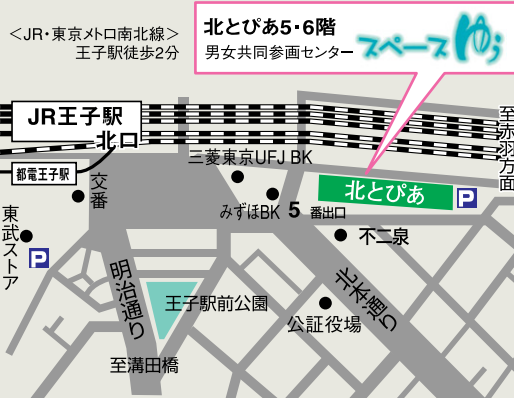 <JR・東京メトロ南北線>
王子駅徒歩2分
北とぴあ5・6階
男女共同参画センター
スペースゆう
JR王子駅
北口
至赤羽方面
三菱東京UFJ BK
都電王子駅
交番
北とぴあ
P
みずほBK
5 番出口
東武ストア
P
不二泉
明治通り
北本通り
王子駅前公園
公証役場
至溝田橋